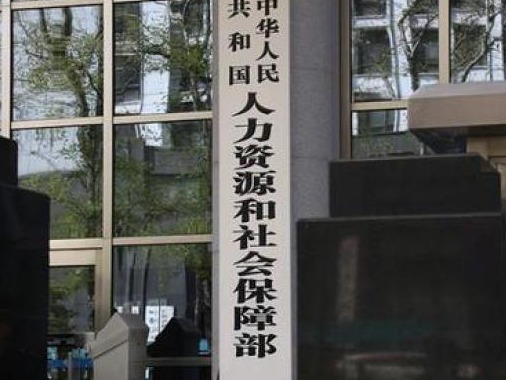 中华人民
共和国
人力资源和社会保障部